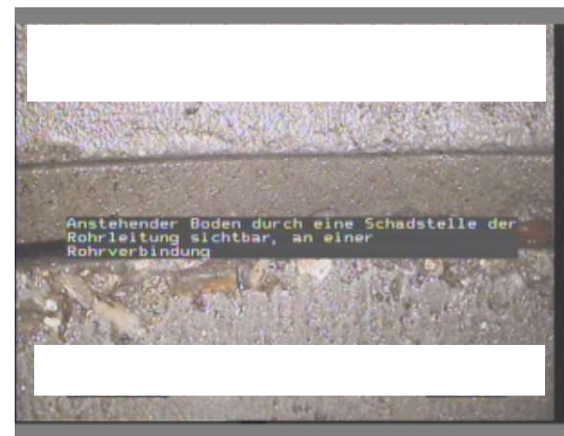 Anstehender Boden durch eine Schadstelle der
Rohrleitung sichtbar, an einer
Rohrverbindung